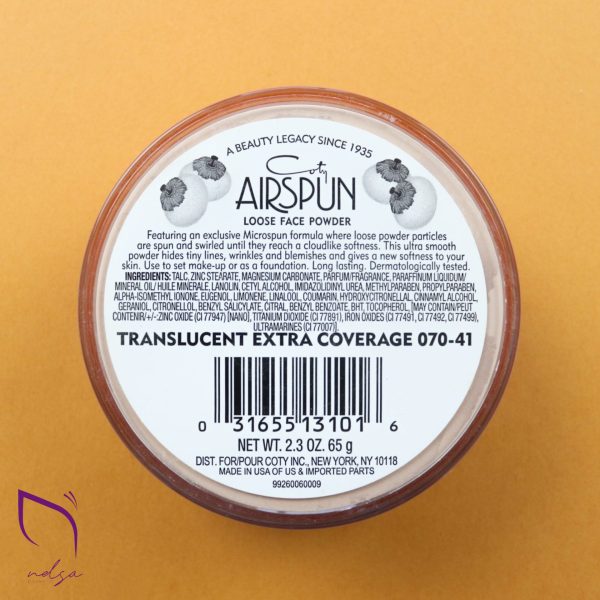 A BEAUTY LEGACY SINCE 1935
Coty
AIRSPUN
LOOSE FACE POWDER
Featuring an exclusive Microspun formula where loose powder particles
are spun and swirled until they reach a cloudlike softness. This ultra smooth
powder hides tiny lines, wrinkles and blemishes and gives a new softness to your
skin. Use to set make-up or as a foundation. Long lasting. Dermatologically tested.
INGREDIENTS: TALC, ZINC STEARATE, MAGNESIUM CARBONATE, PARFUM/FRAGRANCE, PARAFFINUM LIQUIDUM/
MINERAL OIL/ HUILE MINERALE, LANOLIN, CETYL ALCOHOL, IMIDAZOLIDINYL UREA, METHYLPARABEN, PROPYLPARABEN,
ALPHA-ISOMETHYL IONONE, EUGENOL, LIMONENE, LINALOOL, COUMARIN, HYDROXYCITRONELLAL, CINNAMYL ALCOHOL,
GERANIOL, CITRONELLOL, BENZYL SALICYLATE, CITRAL, BENZYL BENZOATE, BHT, TOCOPHEROL, [MAY CONTAIN/PEUT
CONTENIR/+/-:ZINC OXIDE (CI 77947) [NANO], TITANIUM DIOXIDE (CI 77891), IRON OXIDES (CI 77491, CI 77492, CI 77499),
ULTRAMARINES (CI 77007)].
TRANSLUCENT EXTRA COVERAGE 070-41
0 31655 13101 6
NET WT. 2.3 OZ. 65 g
DIST. FOR/POUR COTY INC., NEW YORK, NY 10118
MADE IN USA OF US & IMPORTED PARTS
99260060009
nelsa